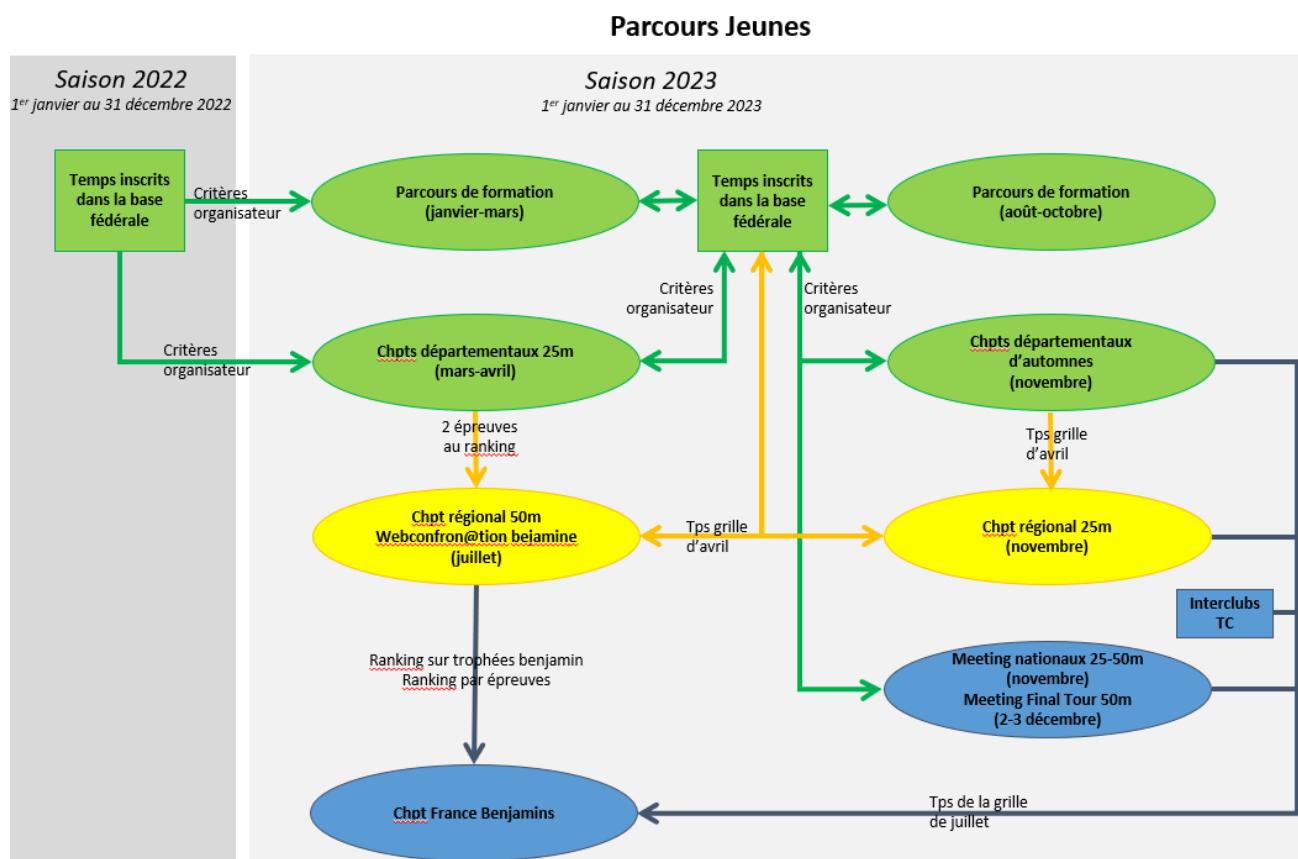 Parcours Jeunes
Saison 2022
1er janvier au 31 décembre 2022
Saison 2023
1er janvier au 31 décembre 2023
Temps inscrits
dans la base
fédérale
Critères
organisateur
Parcours de formation
(janvier-mars)
Temps inscrits
dans la base
fédérale
Parcours de formation
(août-octobre)
Critères
organisateur
Critères
organisateur
Critères
organisateur
Chpts départementaux 25m
(mars-avril)
Chpts départementaux
d'automnes
(novembre)
2 épreuves
au ranking
Tps grille
d'avril
Chpt régional 50m
Webconfron@tion bejamine
(juillet)
Tps grille
d'avril
Chpt régional 25m
(novembre)
Interclubs
TC
Ranking sur trophées benjamin
Ranking par épreuves
Meeting nationaux 25-50m
(novembre)
Meeting Final Tour 50m
(2-3 décembre)
Chpt France Benjamins
Tps de la grille
de juillet